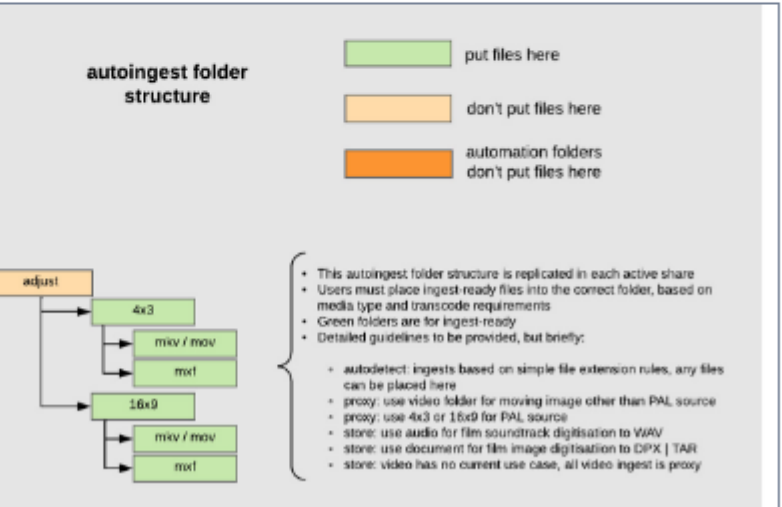 autoingest folder
structure
put files here
don't put files here
automation folders
don't put files here
adjust
4x3
mkv / mov
mxf
16x9
mkv / mov
mxf
• This autoingest folder structure is replicated in each active share
• Users must place ingest-ready files into the correct folder, based on
media type and transcode requirements
• Green folders are for ingest-ready
• Detailed guidelines to be provided, but briefly:
◦ autodetect: ingests based on simple file extension rules, any files
can be placed here
◦ proxy: use video folder for moving image other than PAL source
◦ proxy: use 4x3 or 16x9 for PAL source
◦ store: use audio for film soundtrack digitisation to WAV
◦ store: use document for film image digitisatiion to DPX | TAR
◦ store: video has no current use case, all video ingest is proxy